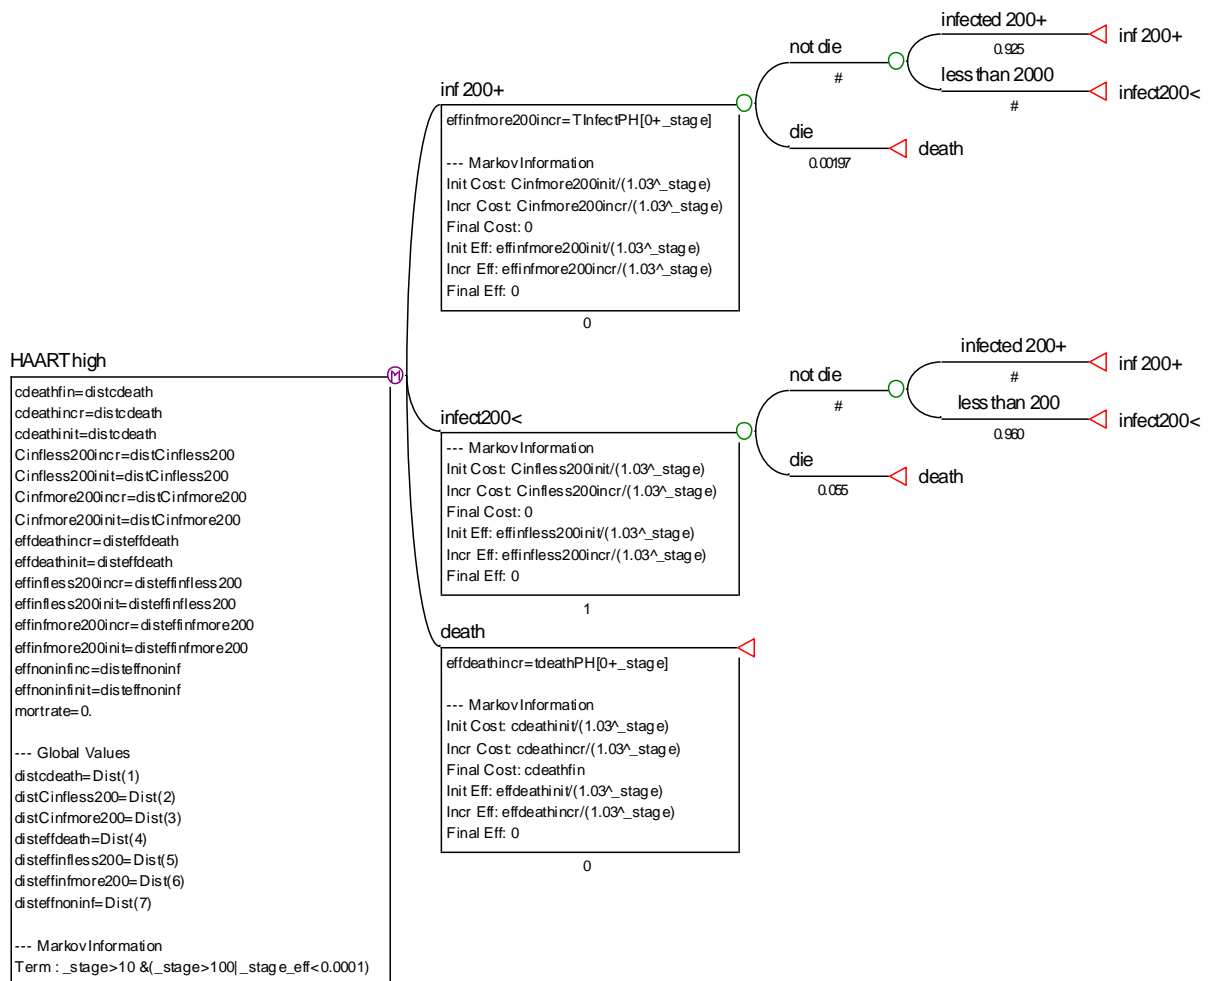 HAART high
cdeathfin=distcdeath
cdeathincr=distcdeath
cdeathinit=distcdeath
Cinfless200incr=distCinfless200
Cinfless200init=distCinfless200
Cinfmore200incr=distCinfmore200
Cinfmore200init=distCinfmore200
effdeathincr=disteffdeath
effdeathinit=disteffdeath
effinfless200incr=disteffinfless200
effinfless200init=disteffinfless200
effinfmore200incr=disteffinfmore200
effinfmore200init=disteffinfmore200
effnoninfinc=disteffnoninf
effnoninfinit=disteffnoninf
mortrate=0.
--- Global Values
distcdeath=Dist(1)
distCinfless200=Dist(2)
distCinfmore200=Dist(3)
disteffdeath=Dist(4)
disteffinfless200=Dist(5)
disteffinfmore200=Dist(6)
disteffnoninf=Dist(7)
--- Markov Information
Term : _stage>10 &(_stage>100|_stage_eff<0.0001)
M
inf 200+
effinfmore200incr=TInfectPH[0+_stage]
--- Markov Information
Init Cost: Cinfmore200init/(1.03^_stage)
Incr Cost: Cinfmore200incr/(1.03^_stage)
Final Cost: 0
Init Eff: effinfmore200init/(1.03^_stage)
Incr Eff: effinfmore200incr/(1.03^_stage)
Final Eff: 0
0
not die
#
infected 200+
0.925
inf 200+
less than 2000
#
infect200<
die
0.00197
death
infect200<
--- Markov Information
Init Cost: Cinfless200init/(1.03^_stage)
Incr Cost: Cinfless200incr/(1.03^_stage)
Final Cost: 0
Init Eff: effinfless200init/(1.03^_stage)
Incr Eff: effinfless200incr/(1.03^_stage)
Final Eff: 0
1
not die
#
infected 200+
#
inf 200+
less than 200
0.960
infect200<
die
0.055
death
death
effdeathincr=tdeathPH[0+_stage]
--- Markov Information
Init Cost: cdeathinit/(1.03^_stage)
Incr Cost: cdeathincr/(1.03^_stage)
Final Cost: cdeathfin
Init Eff: effdeathinit/(1.03^_stage)
Incr Eff: effdeathincr/(1.03^_stage)
Final Eff: 0
0